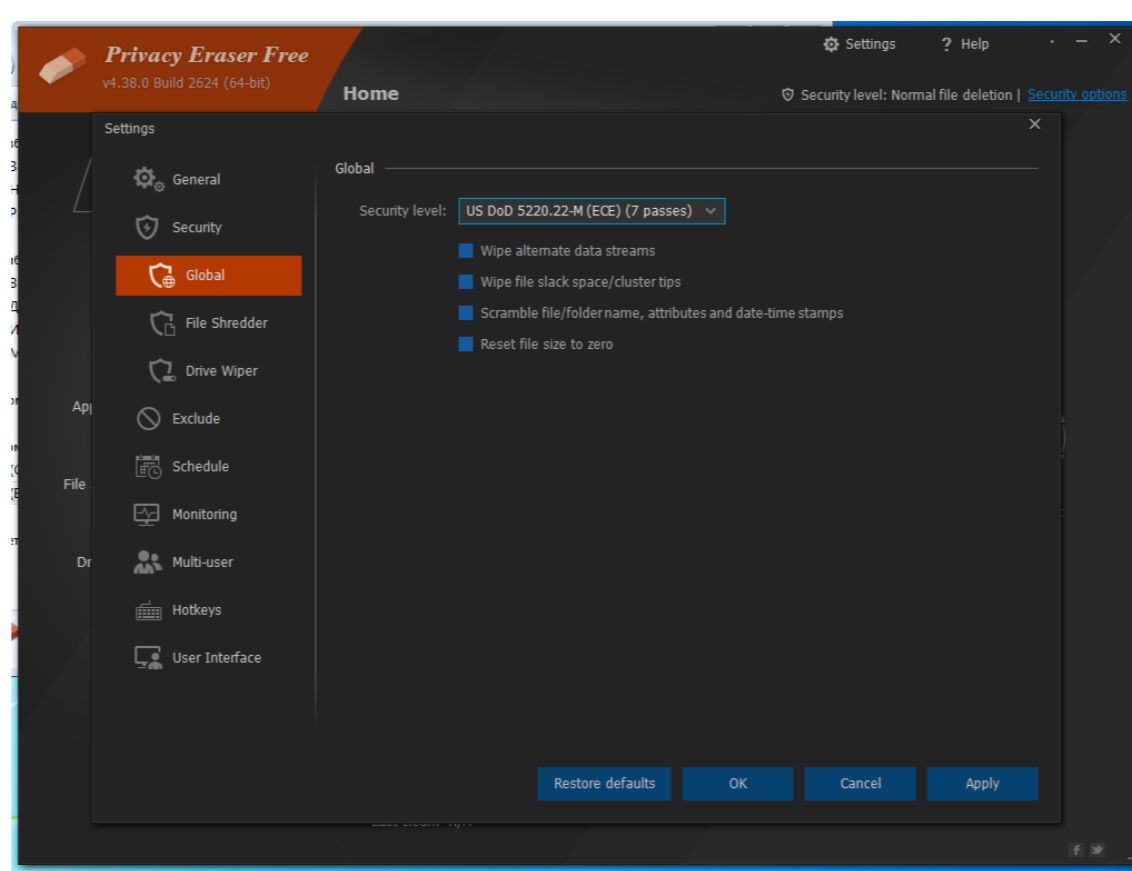 Privacy Eraser Free
v4.38.0 Build 2624 (64-bit)
Settings
? Help
Home
Security level: Normal file deletion | Security options
Settings
General
Security
Global
File Shredder
Drive Wiper
Exclude
Schedule
Monitoring
Multi-user
Hotkeys
User Interface
Global
Security level: US DoD 5220.22-M (ECE) (7 passes)
Wipe alternate data streams
Wipe file slack space/cluster tips
Scramble file/folder name, attributes and date-time stamps
Reset file size to zero
File
Restore defaults
OK
Cancel
Apply